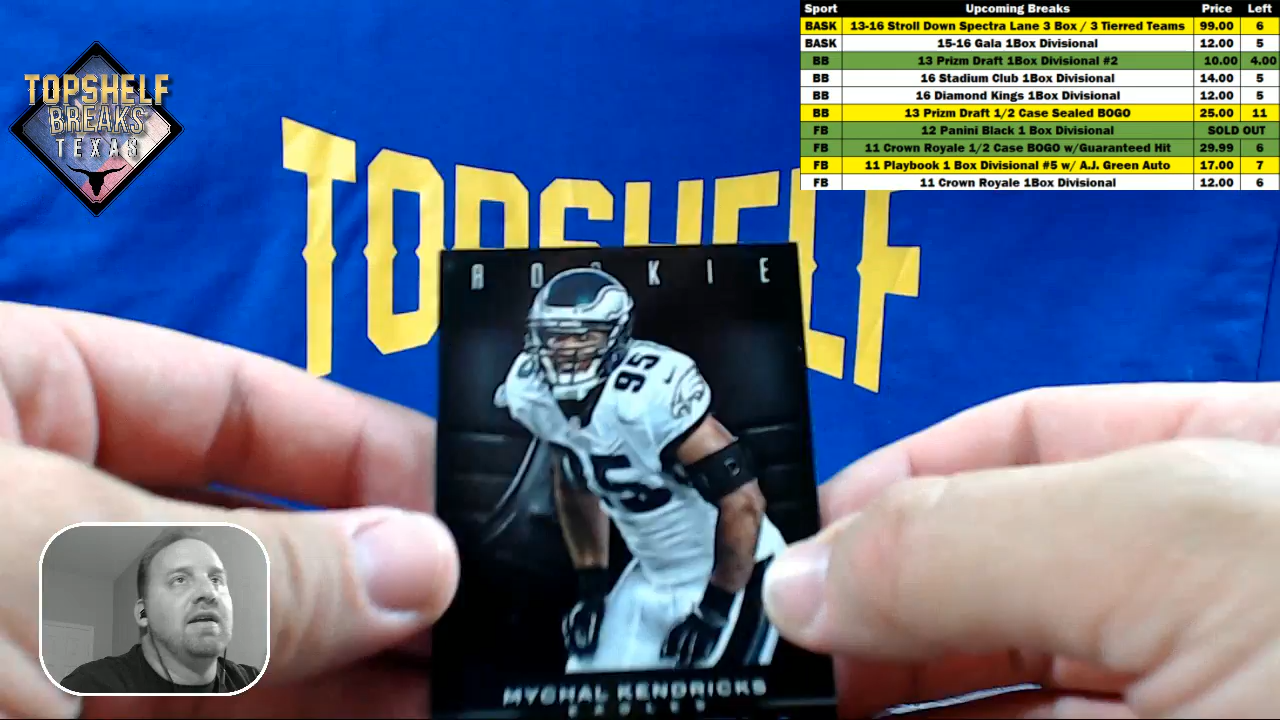 Sport Upcoming Breaks Price Left
BASK 13-16 Stroll Down Spectra Lane 3 Box / 3 Tierred Teams 99.00 6
BASK 15-16 Gala 1Box Divisional 12.00 5
BB 13 Prizm Draft 1Box Divisional #2 10.00 4.00
BB 16 Stadium Club 1Box Divisional 14.00 5
BB 16 Diamond Kings 1Box Divisional 12.00 5
BB 13 Prizm Draft 1/2 Case Sealed BOGO 25.00 11
FB 12 Panini Black 1 Box Divisional SOLD OUT
FB 11 Crown Royale 1/2 Case BOGO w/Guaranteed Hit 29.99 6
FB 11 Playbook 1 Box Divisional #5 w/ A.J. Green Auto 17.00 7
FB 11 Crown Royale 1Box Divisional 12.00 6
TOPSHELF
BREAKS
TEXAS
TOPSHELF
ROOKIE
95
95
MYCHAL KENDRICKS
EAGLES